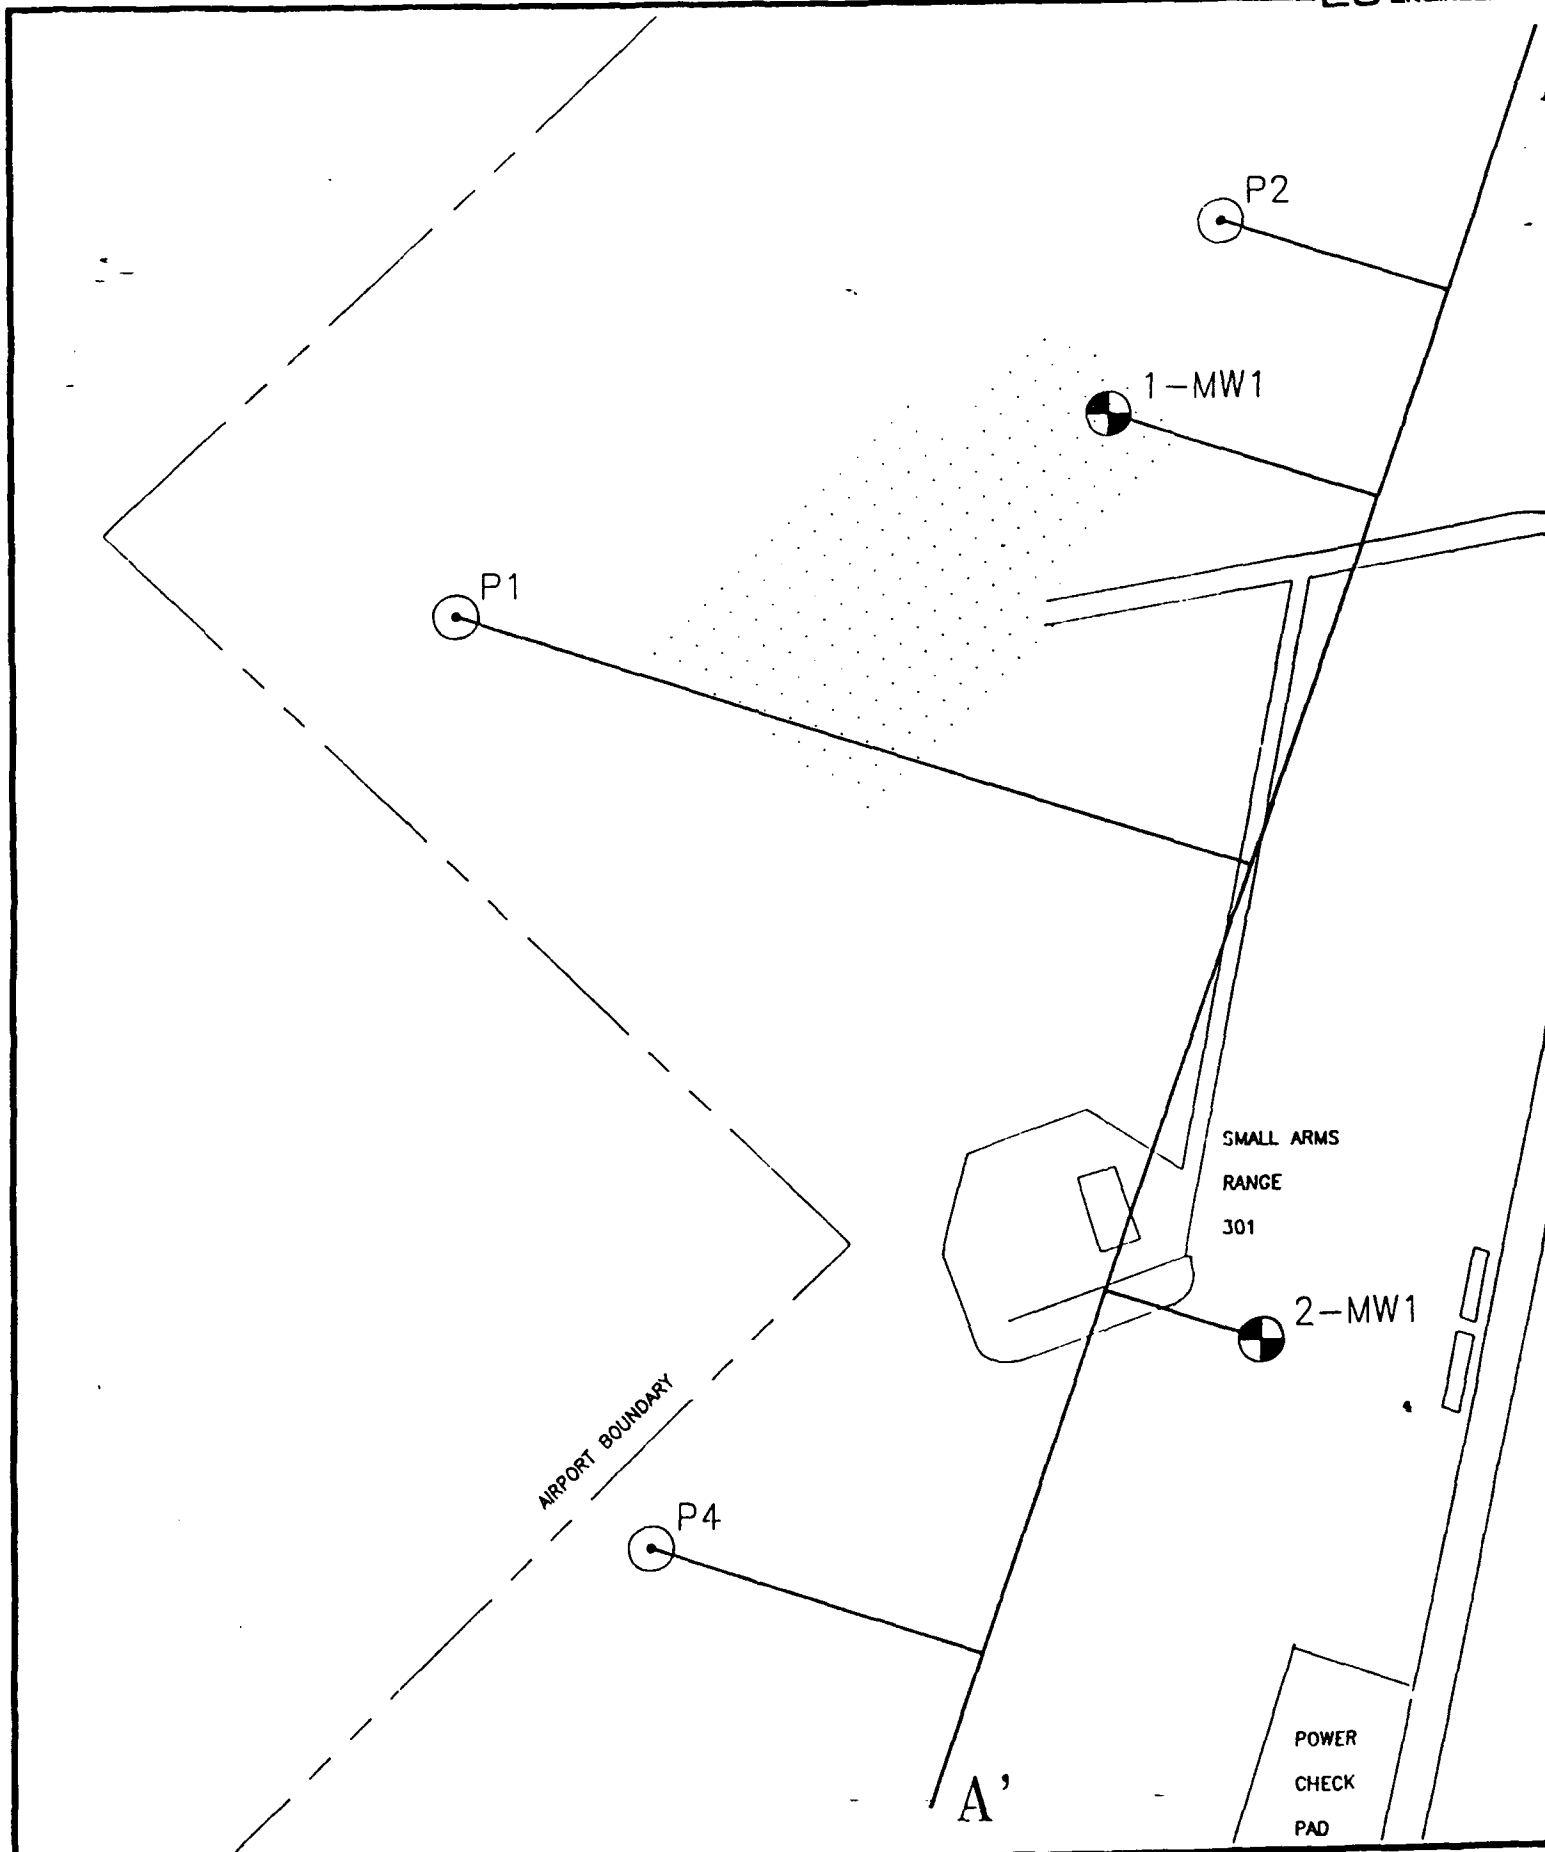 P2
1-MW1
P1
SMALL ARMS
RANGE
301
2-MW1
AIRPORT BOUNDARY
P4
POWER
CHECK
PAD
A'